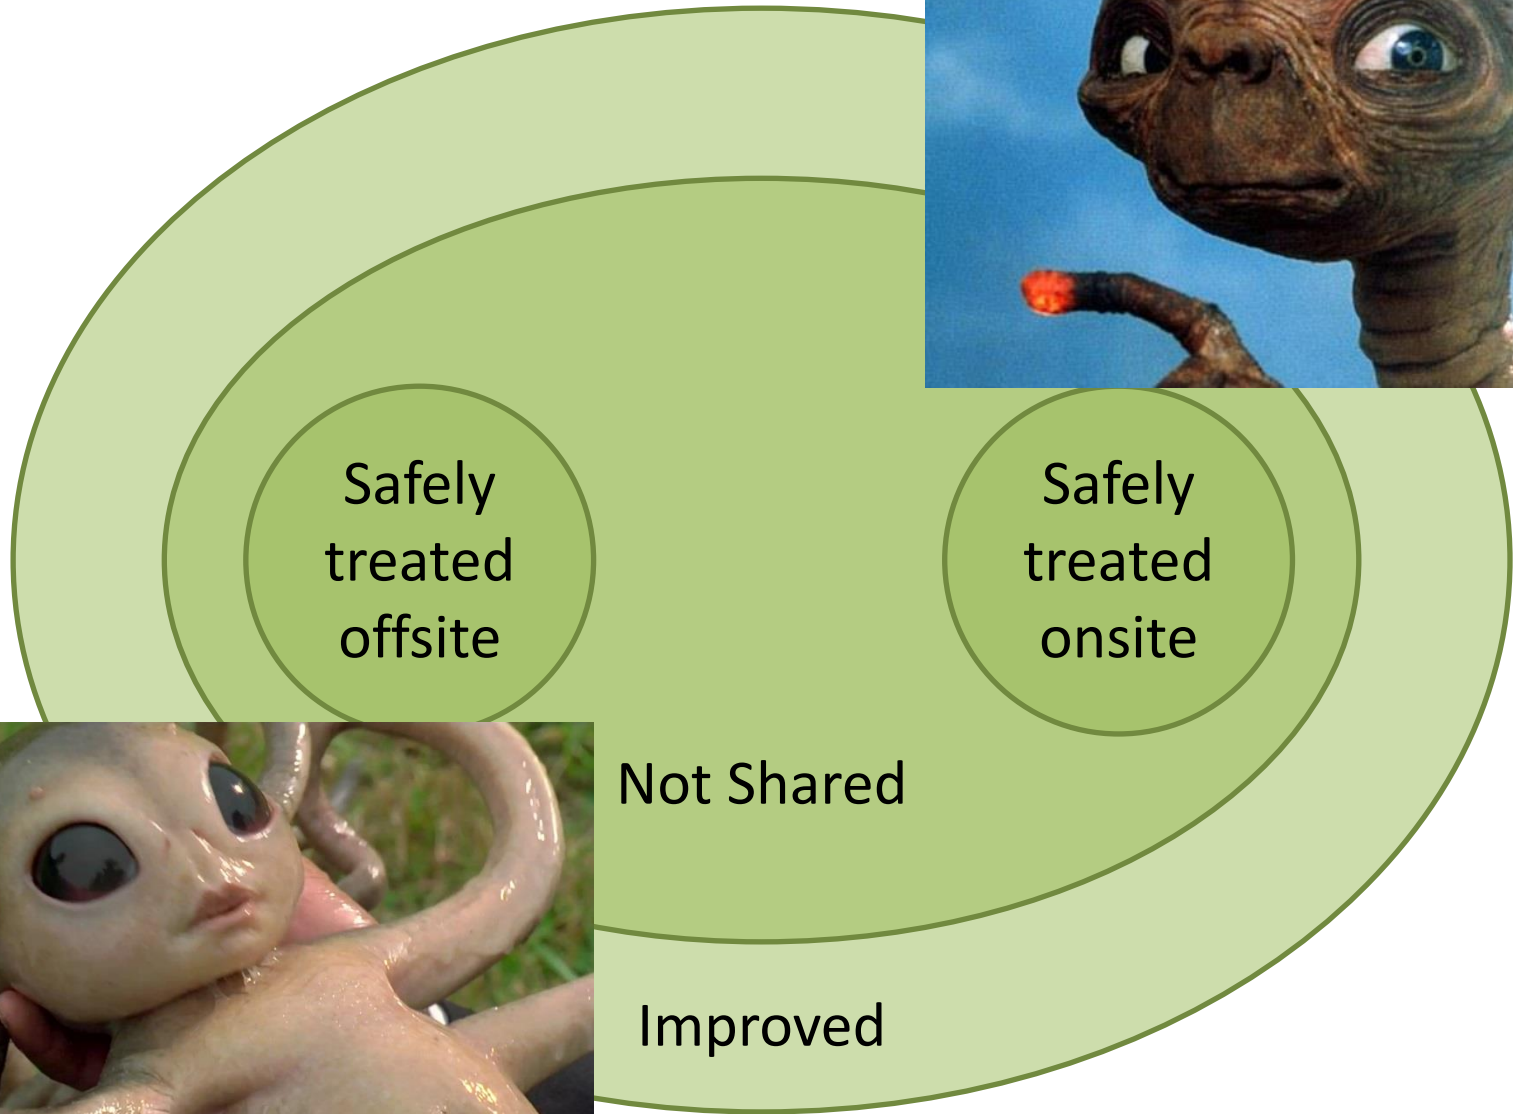 Safely
treated
offsite
Safely
treated
onsite
Not Shared
Improved